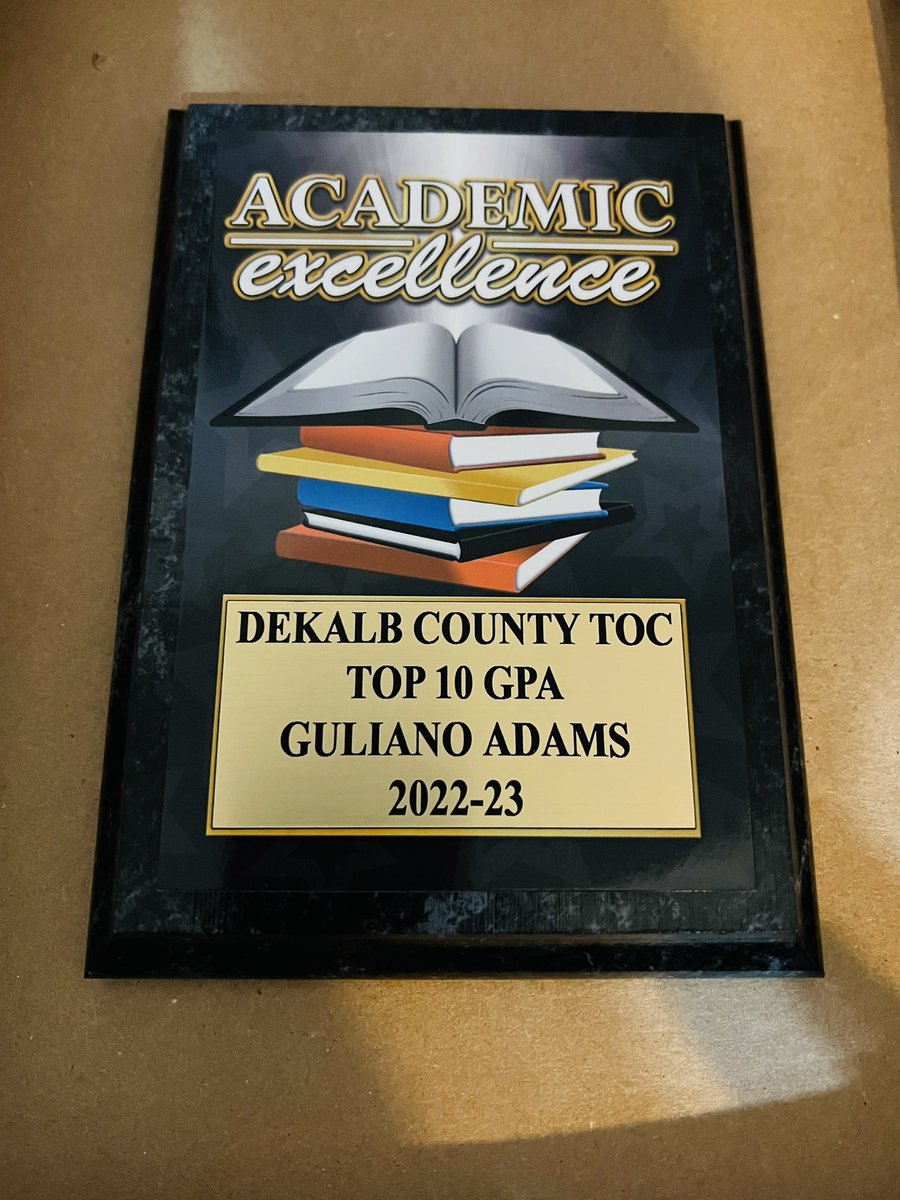 ACADEMIC
excellence
DEKALB COUNTY TOC
TOP 10 GPA
GULIANO ADAMS
2022-23